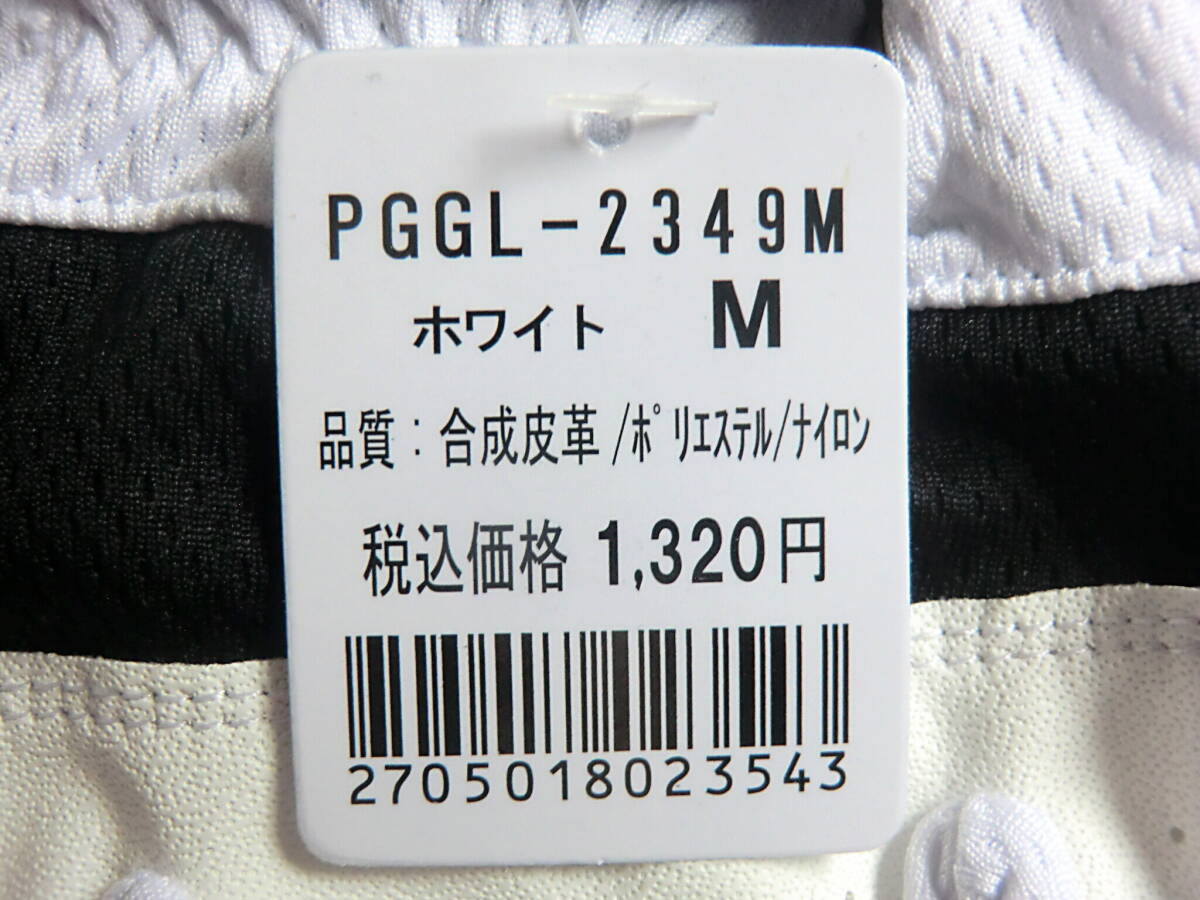 PGGL-2349M
ホワイト M
品質：合成皮革/ﾎﾟﾘｴｽﾃﾙ/ﾅｲﾛﾝ
税込価格 1,320円
2705018023543